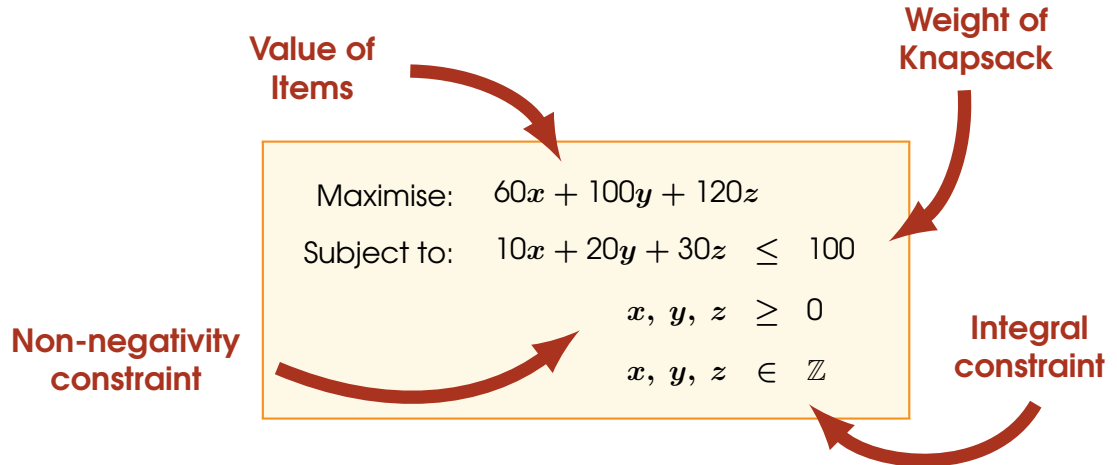 Value of
Items
Weight of
Knapsack
Maximise: 60x + 100y + 120z
Subject to: 10x + 20y + 30z ≤ 100
x, y, z ≥ 0
x, y, z ∈ ℤ
Non-negativity
constraint
Integral
constraint